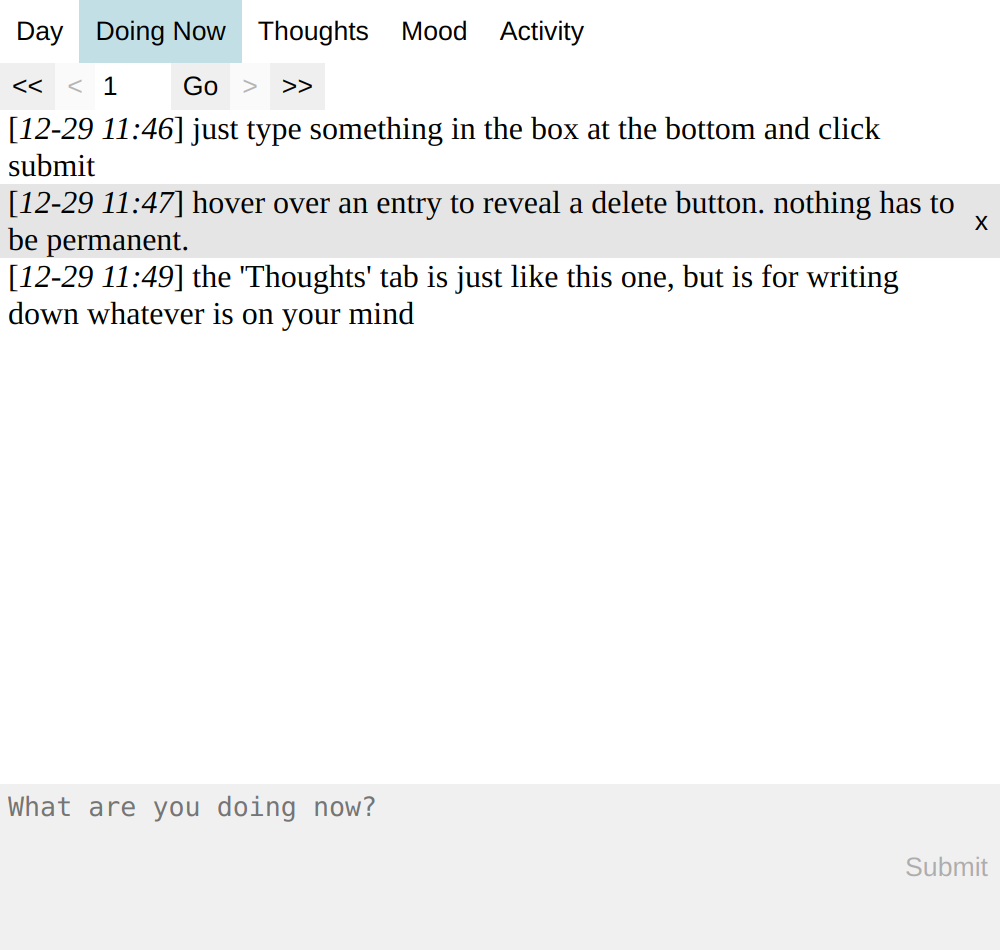 Day Doing Now Thoughts Mood Activity
<< < 1 Go > >>
[12-29 11:46] just type something in the box at the bottom and click
submit
[12-29 11:47] hover over an entry to reveal a delete button. nothing has to
be permanent.
x
[12-29 11:49] the 'Thoughts' tab is just like this one, but is for writing
down whatever is on your mind
What are you doing now?
Submit